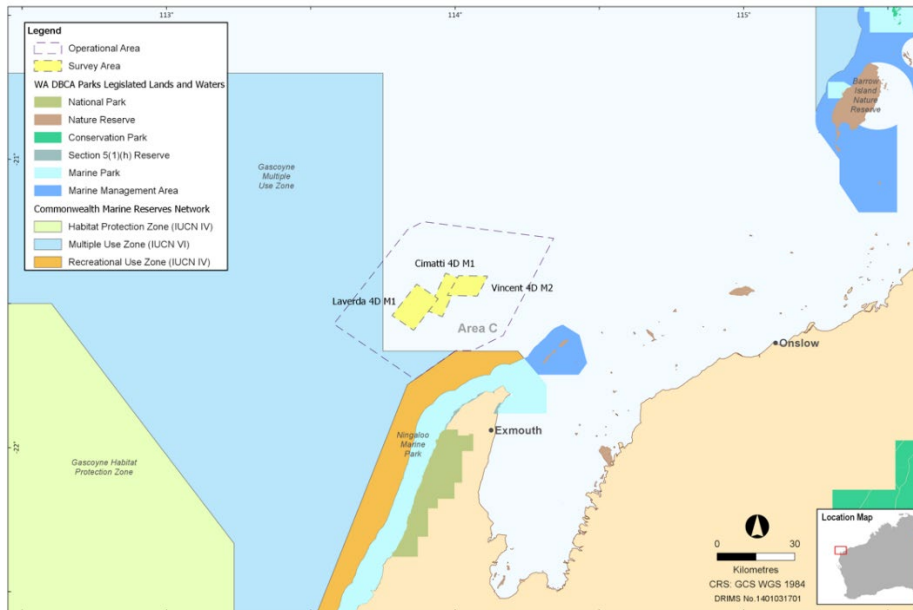 113°
114°
115°
-21°
-22°
Legend
Operational Area
Survey Area
WA DBCA Parks Legislated Lands and Waters
National Park
Nature Reserve
Conservation Park
Section 5(1)(h) Reserve
Marine Park
Marine Management Area
Commonwealth Marine Reserves Network
Habitat Protection Zone (IUCN IV)
Multiple Use Zone (IUCN VI)
Recreational Use Zone (IUCN IV)
Gascoyne
Multiple
Use Zone
Barrow
Island
Nature
Reserve
Cimatti 4D M1
Vincent 4D M2
Laverda 4D M1
Area C
Onslow
Exmouth
Ningaloo
Marine
Park
Gascoyne Habitat
Protection Zone
0 30
Kilometres
CRS: GCS WGS 1984
DRIMS No.1401031701
Location Map